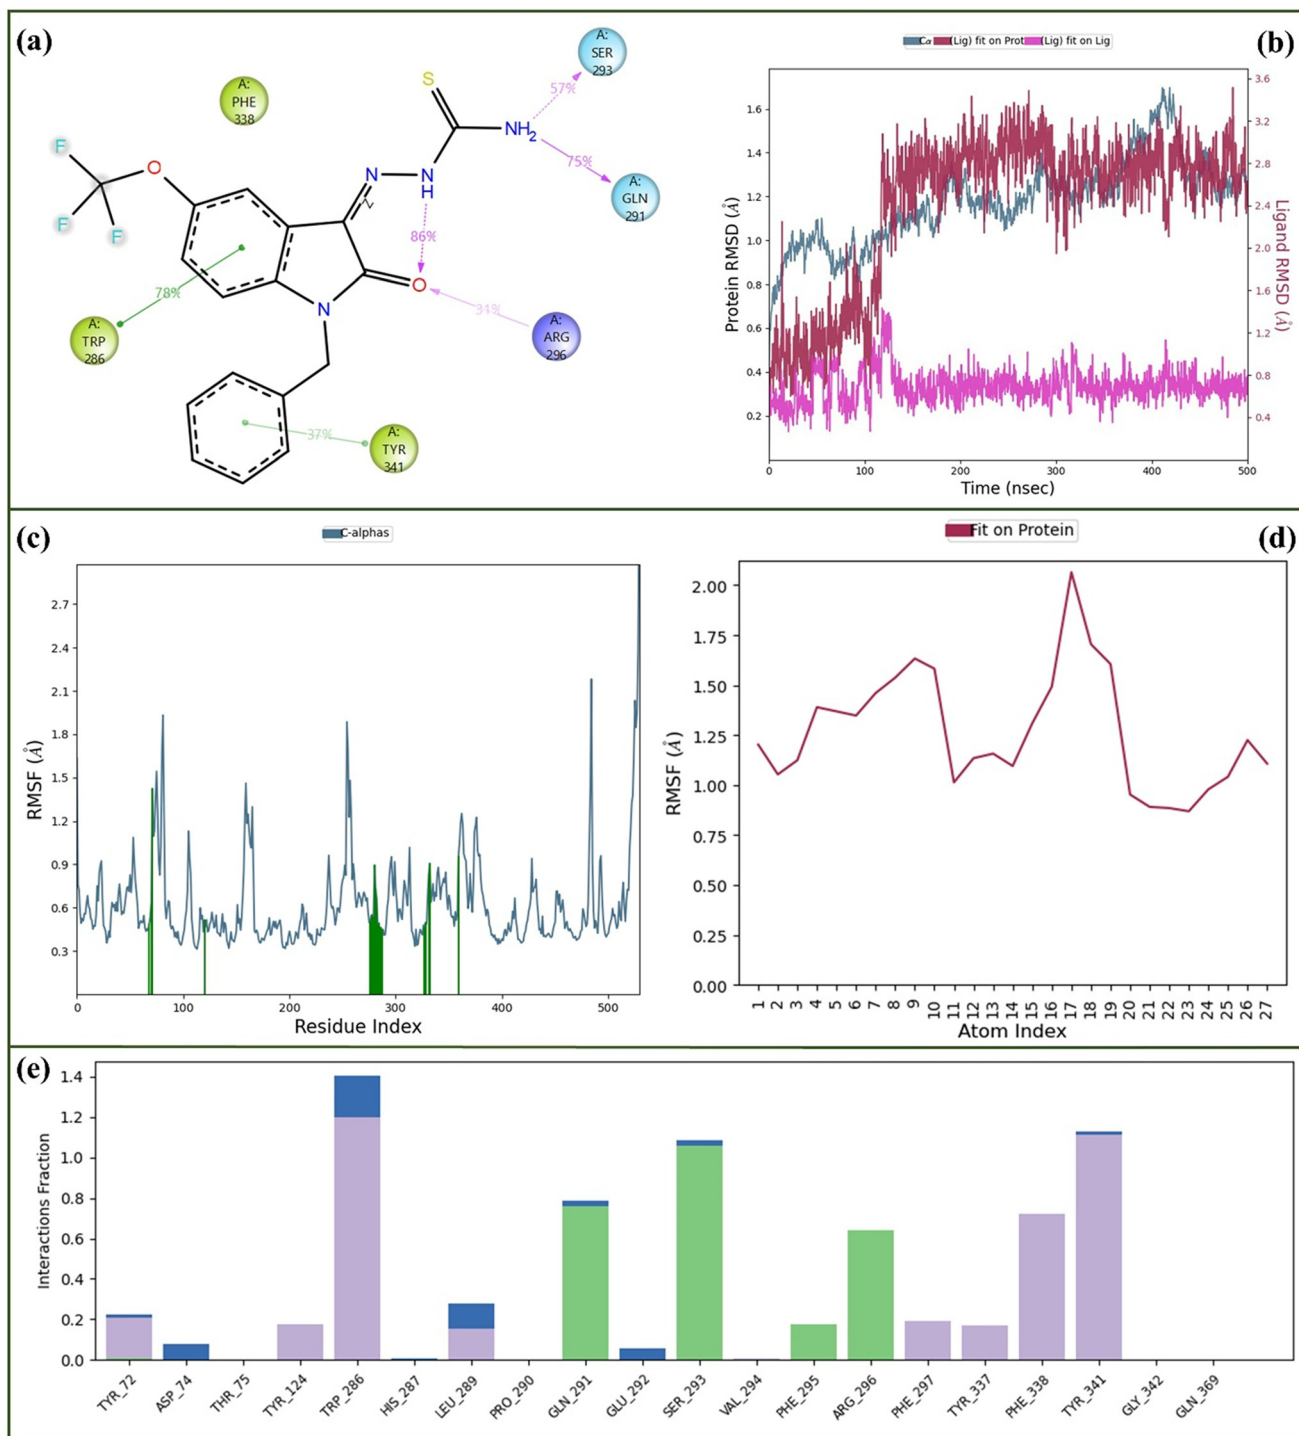 (a)
A:
SER
293
A:
PHE
338
S
57%
NH2
75%
A:
GLN
291
F
O
F
F
N
N
H
Z
86%
O
31%
A:
ARG
296
78%
A:
TRP
286
N
37%
A:
TYR
341
(b)
Cα (Lig) fit on Prot (Lig) fit on Lig
Protein RMSD (Å)
1.6
1.4
1.2
1.0
0.8
0.6
0.4
0.2
3.6
3.2
2.8
2.4
2.0
1.6
1.2
0.8
0.4
Ligand RMSD (Å)
0 100 200 300 400 500
Time (nsec)
(c)
C-alphas
RMSF (Å)
2.7
2.4
2.1
1.8
1.5
1.2
0.9
0.6
0.3
0 100 200 300 400 500
Residue Index
(d)
Fit on Protein
RMSF (Å)
2.00
1.75
1.50
1.25
1.00
0.75
0.50
0.25
0.00
1 2 3 4 5 6 7 8 9 10 11 12 13 14 15 16 17 18 19 20 21 22 23 24 25 26 27
Atom Index
(e)
Interactions Fraction
1.4
1.2
1.0
0.8
0.6
0.4
0.2
0.0
TYR_72 ASP_74 THR_75 TYR_124 TRP_286 HIS_287 LEU_289 PRO_290 GLN_291 GLU_292 SER_293 VAL_294 PHE_295 ARG_296 PHE_297 TYR_337 PHE_338 TYR_341 GLY_342 GLN_369